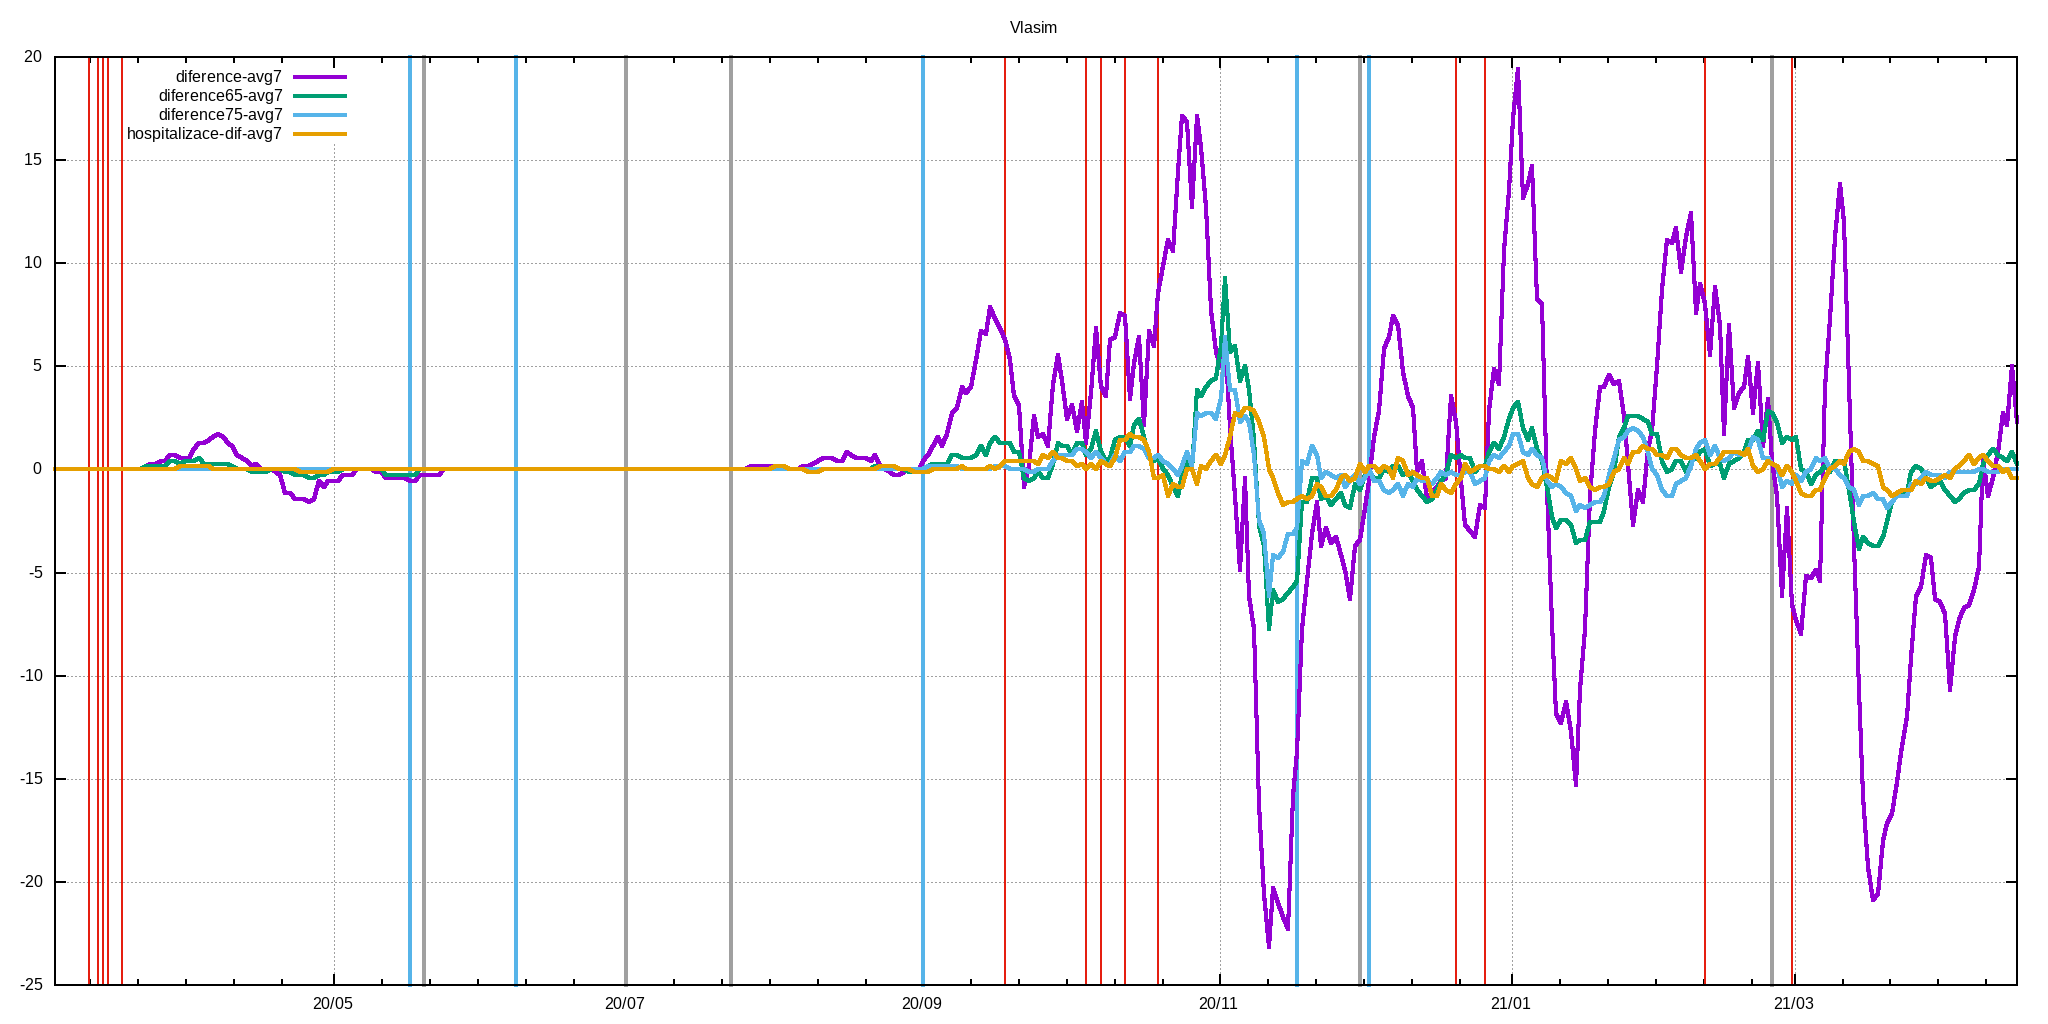 Vlasim
20
diference-avg7
diference65-avg7
diference75-avg7
hospitalizace-dif-avg7
15
10
5
0
-5
-10
-15
-20
-25
20/05 20/07 20/09 20/11 21/01 21/03